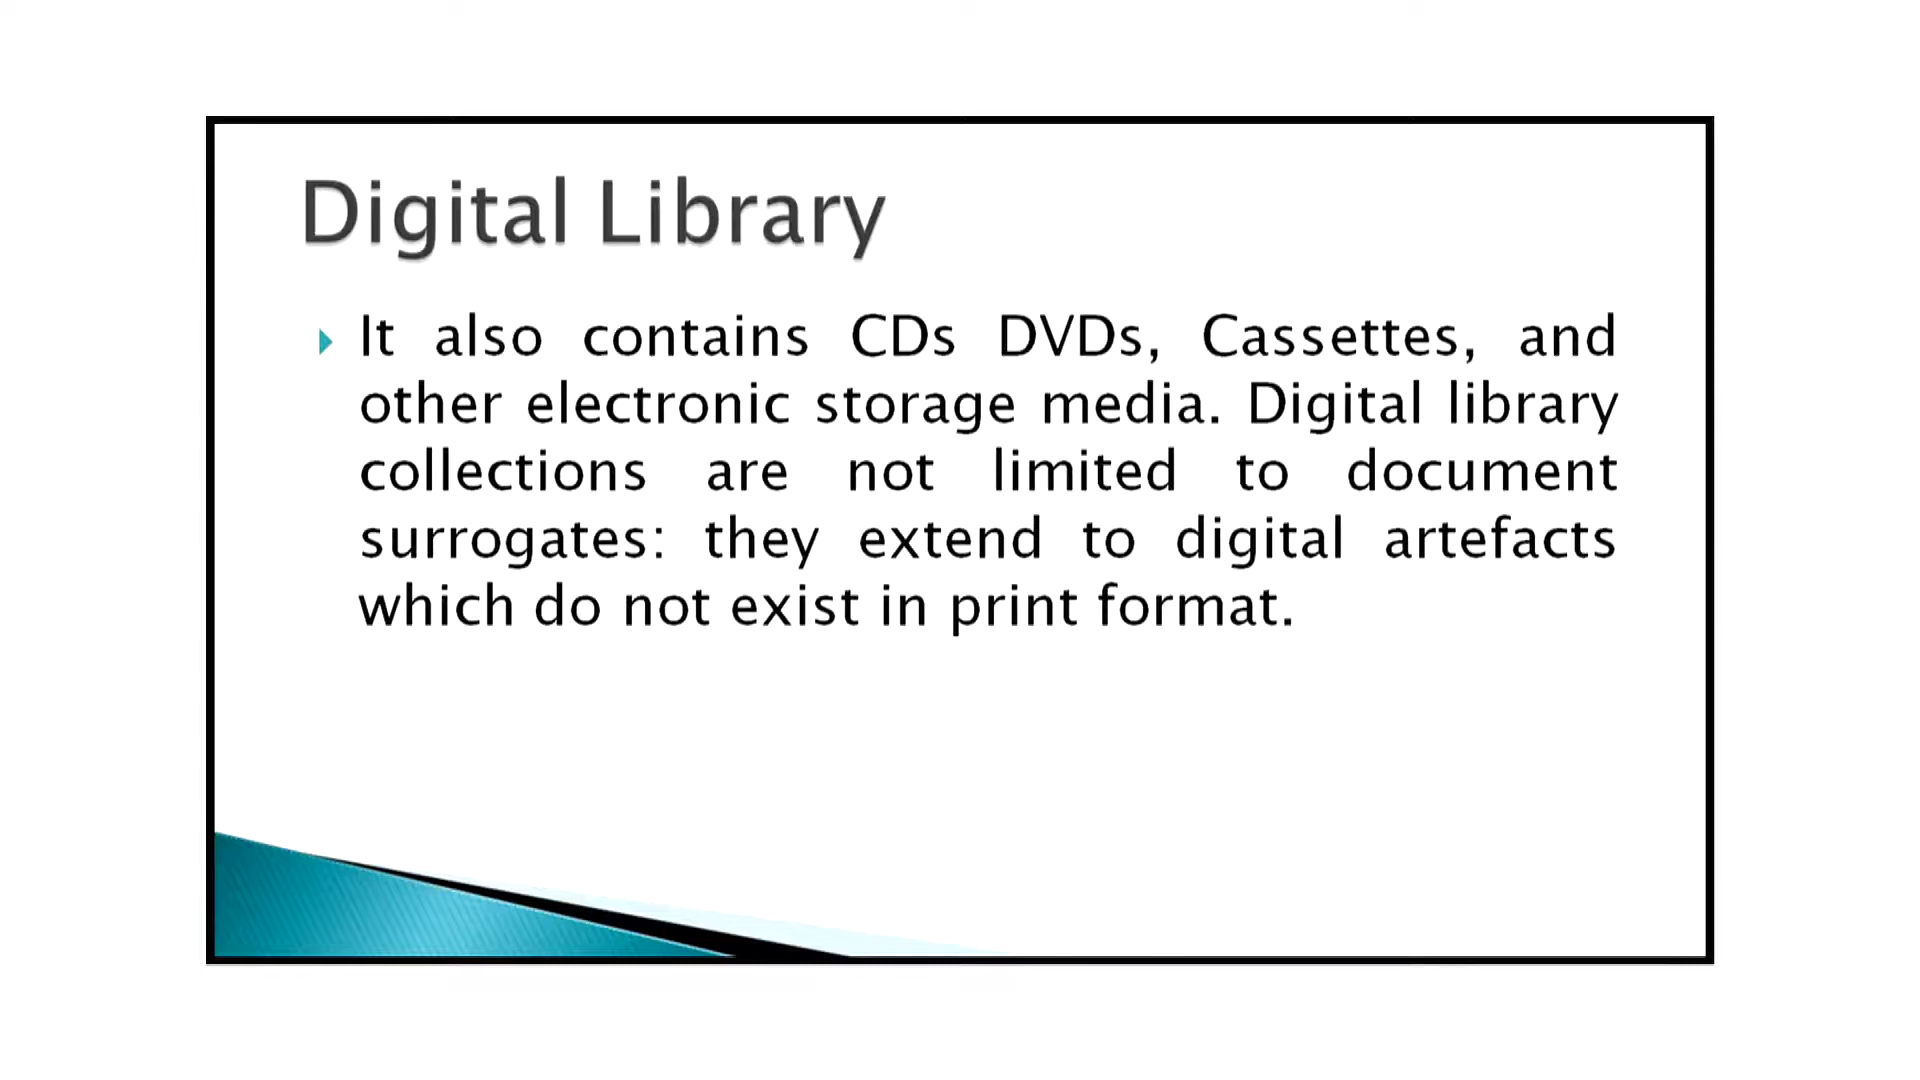 Digital Library
It also contains CDs DVDs, Cassettes, and
other electronic storage media. Digital library
collections are not limited to document
surrogates: they extend to digital artefacts
which do not exist in print format.